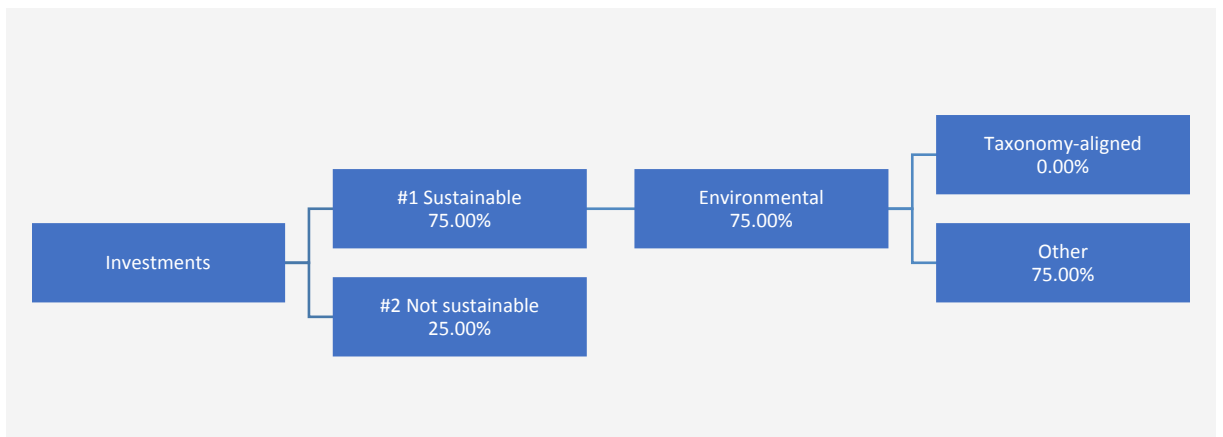 Investments
#1 Sustainable
75.00%
#2 Not sustainable
25.00%
Environmental
75.00%
Taxonomy-aligned
0.00%
Other
75.00%